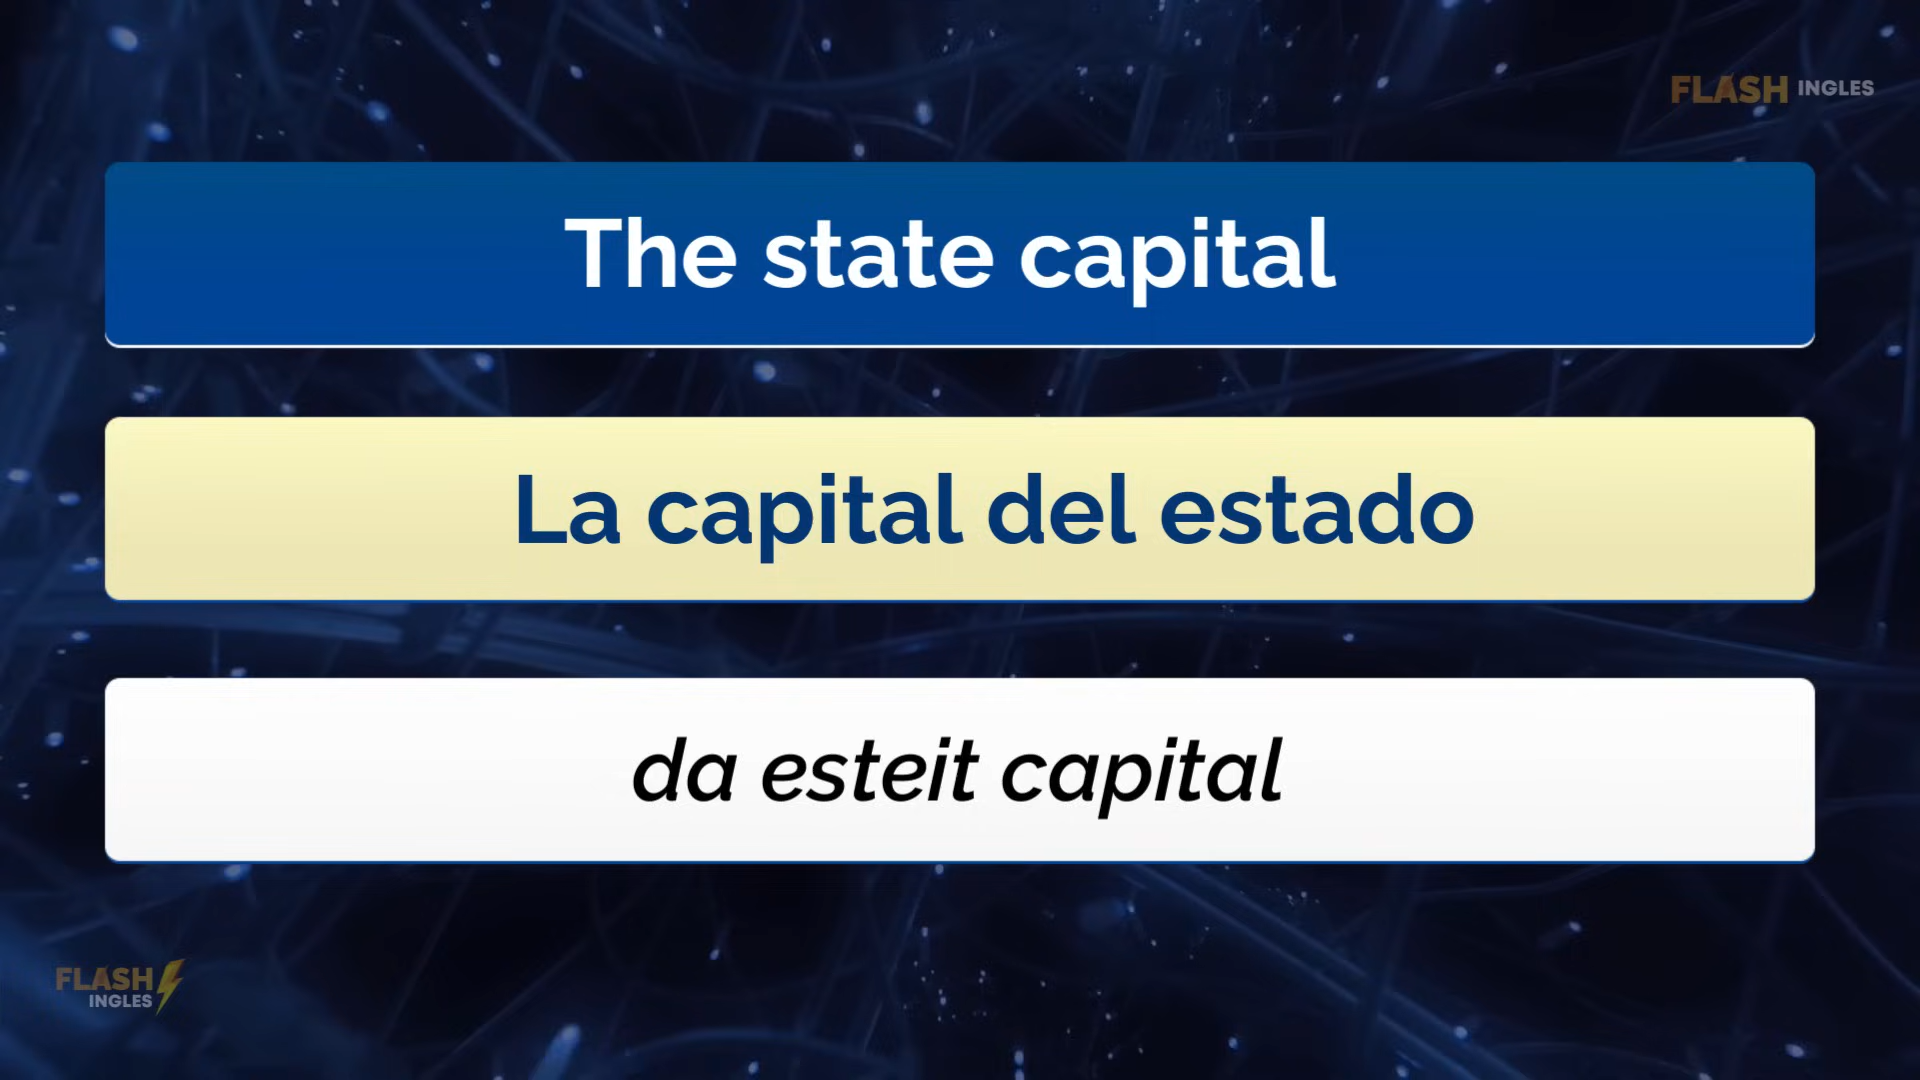 FLASH INGLES
The state capital
La capital del estado
da esteit capital
FLASH
INGLES